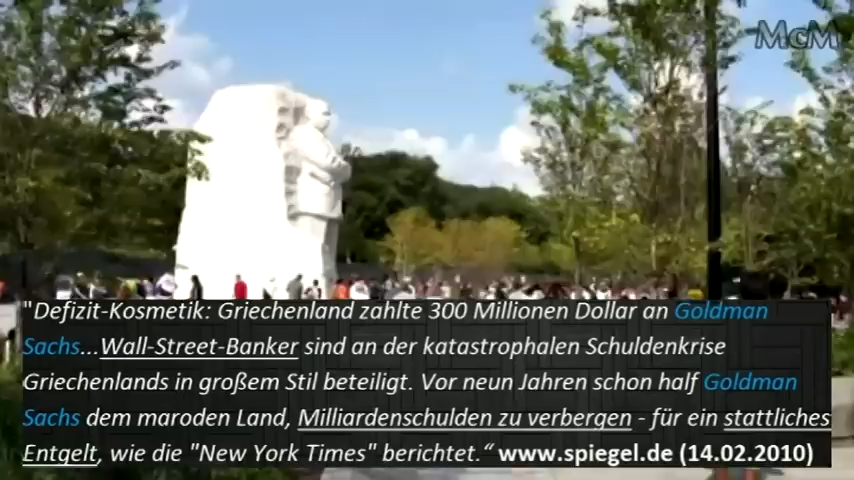 McM
"Defizit-Kosmetik: Griechenland zahlte 300 Millionen Dollar an Goldman
Sachs...Wall-Street-Banker sind an der katastrophalen Schuldenkrise
Griechenlands in großem Stil beteiligt. Vor neun Jahren schon half Goldman
Sachs dem maroden Land, Milliardenschulden zu verbergen - für ein stattliches
Entgelt, wie die "New York Times" berichtet.“ www.spiegel.de (14.02.2010)